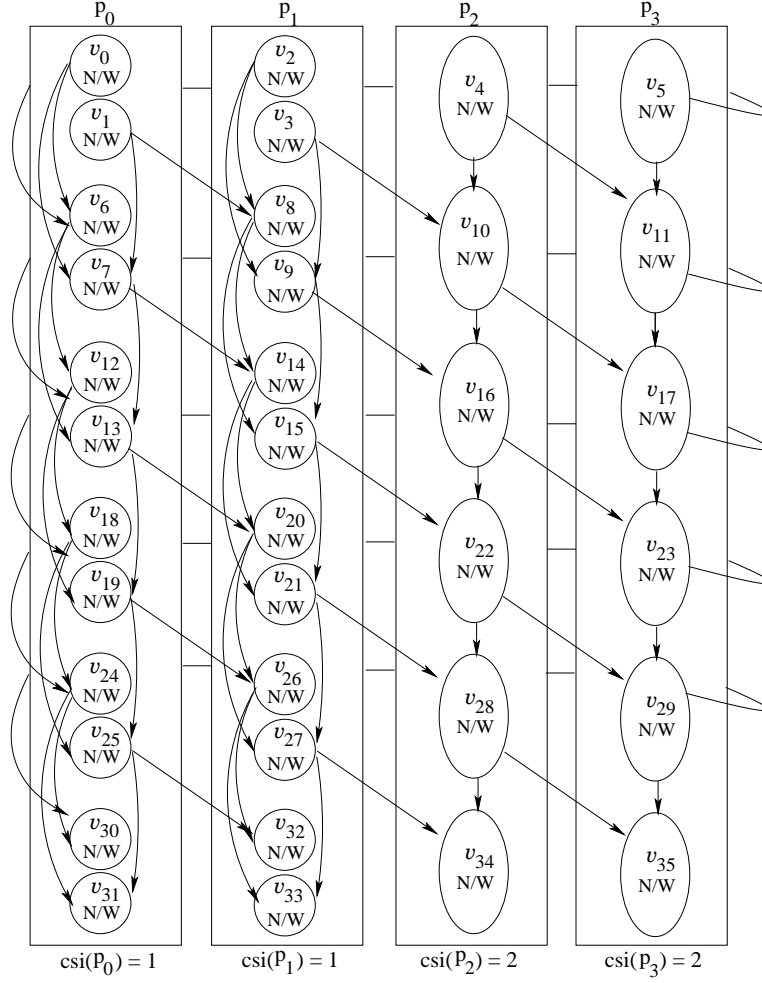 p0 p1 p2 p3
v0
N/W
v1
N/W
v6
N/W
v7
N/W
v12
N/W
v13
N/W
v18
N/W
v19
N/W
v24
N/W
v25
N/W
v30
N/W
v31
N/W
csi(p0) = 1
v2
N/W
v3
N/W
v8
N/W
v9
N/W
v14
N/W
v15
N/W
v20
N/W
v21
N/W
v26
N/W
v27
N/W
v32
N/W
v33
N/W
csi(p1) = 1
v4
N/W
v10
N/W
v16
N/W
v22
N/W
v28
N/W
v34
N/W
csi(p2) = 2
v5
N/W
v11
N/W
v17
N/W
v23
N/W
v29
N/W
v35
N/W
csi(p3) = 2